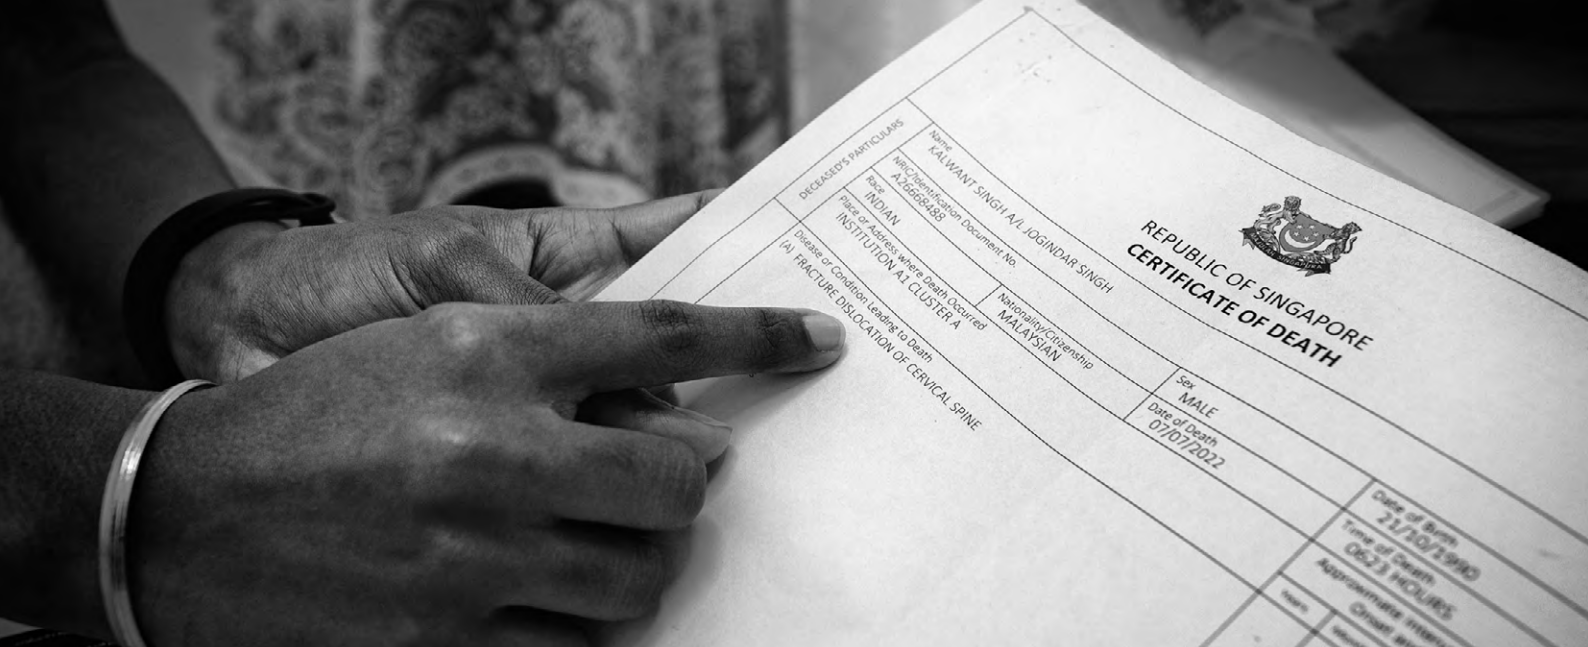 REPUBLIC OF SINGAPORE
CERTIFICATE OF DEATH
DECEASED'S PARTICULARS
Name
KALWANT SINGH A/L JOGINDAR SINGH
NRIC/Identification Document No.
A26668488
Sex
MALE
Date of Birth
21/10/1990
Race
INDIAN
Nationality/Citizenship
MALAYSIAN
Date of Death
07/07/2022
Time of Death
0623 HOURS
Place or Address where Death Occurred
INSTITUTION A1 CLUSTER A
Disease or Condition Leading to Death
Approximate Interval
Onset
Years
(A) FRACTURE DISLOCATION OF CERVICAL SPINE